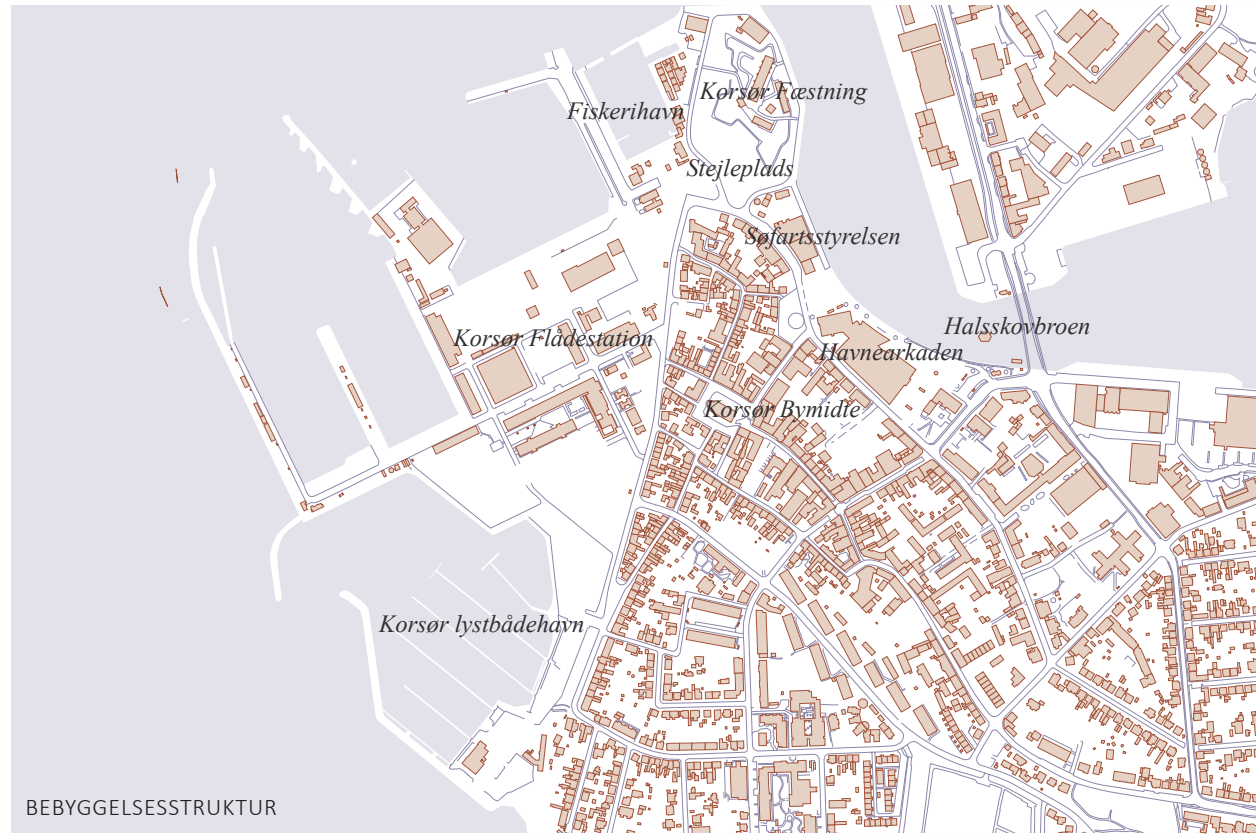 Korsør Fæstning
Fiskerihavn
Stejleplads
Søfartsstyrelsen
Halsskovbroen
Korsør Flådestation
Havnearkaden
Korsør Bymidte
Korsør lystbådehavn
BEBYGGELSESSTRUKTUR